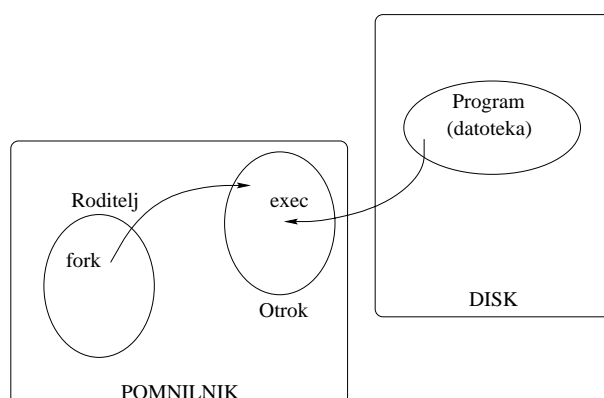 Program
(datoteka)
Roditelj
exec
fork
Otrok
DISK
POMNILNIK